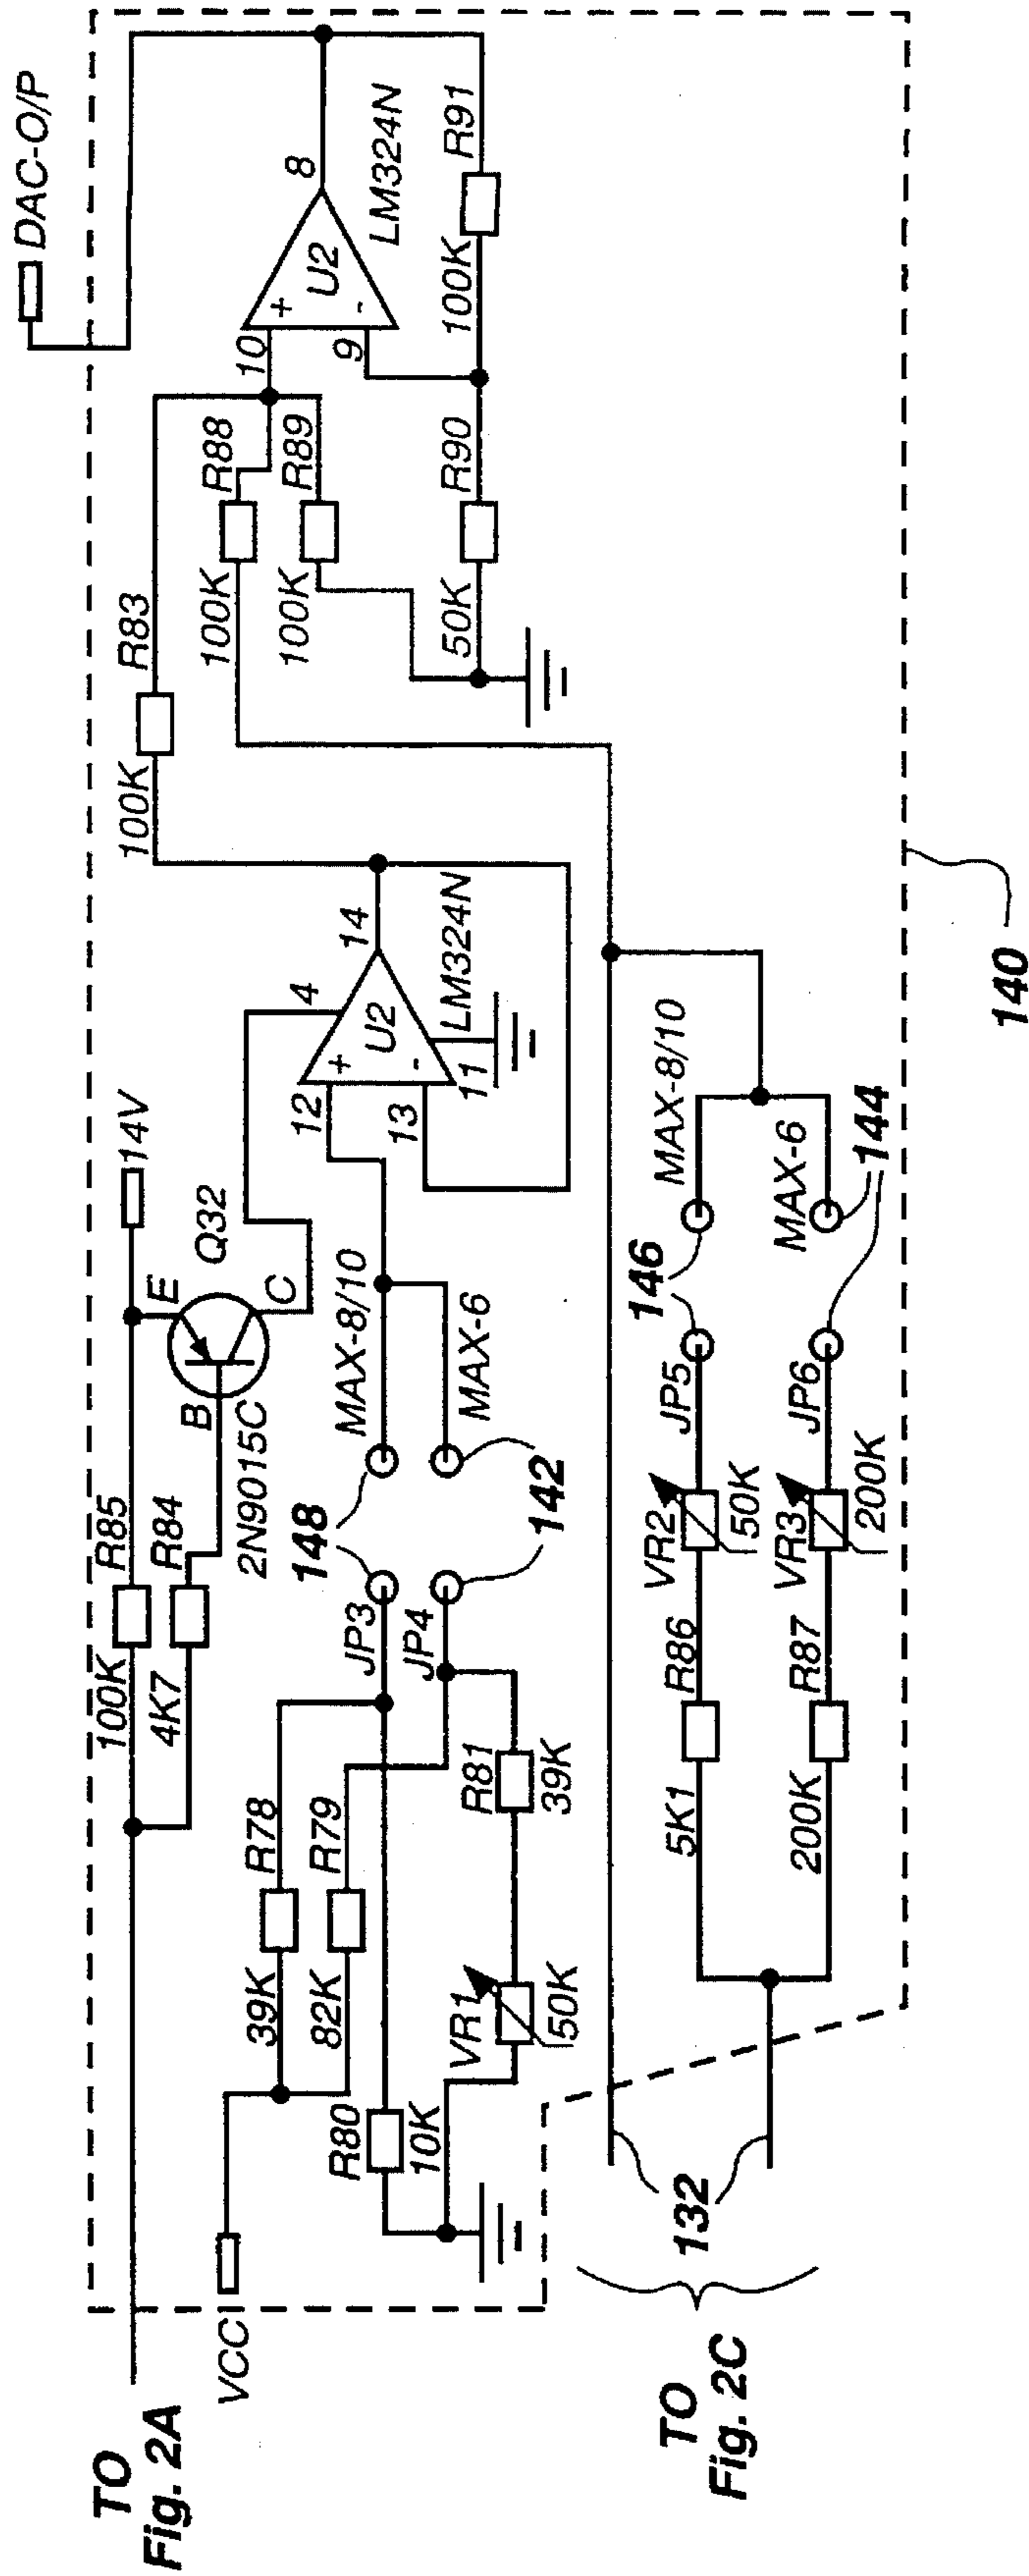 TO
Fig. 2A
VCC
100K
R85
4K7
R84
B
E
C
Q32
2N9015C
14V
DAC-O/P
39K
R78
82K
R79
R80
10K
VR1
50K
R81
39K
JP3
JP4
148
142
MAX-8/10
MAX-6
12
13
+
-
U2
4
11
14
LM324N
100K
R83
100K
R88
100K
R89
50K
R90
10
9
+
-
U2
8
LM324N
100K
R91
TO
Fig. 2C
132
5K1
R86
VR2
50K
JP5
146
MAX-8/10
200K
R87
VR3
200K
JP6
144
MAX-6
140